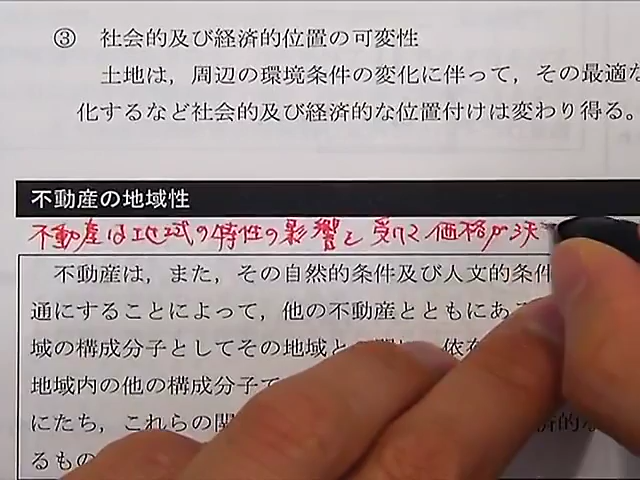 ③ 社会的及び経済的位置の可変性
土地は，周辺の環境条件の変化に伴って，その最適な
化するなど社会的及び経済的な位置付けは変わり得る。
不動産の地域性
不動産は地域の特性の影響を受けて価格が決
不動産は，また，その自然的条件及び人文的条件
通にすることによって，他の不動産とともにある
域の構成分子としてその地域と 依存
地域内の他の構成分子
にたち，これらの関 済的な
るもの